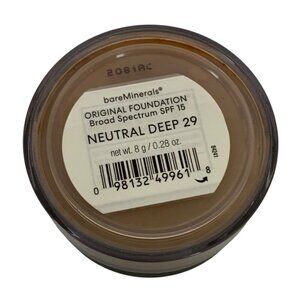 bareMinerals®
ORIGINAL FOUNDATION
Broad Spectrum SPF 15
NEUTRAL DEEP 29
net wt. 8 g / 0.28 oz.
0 98132 49961